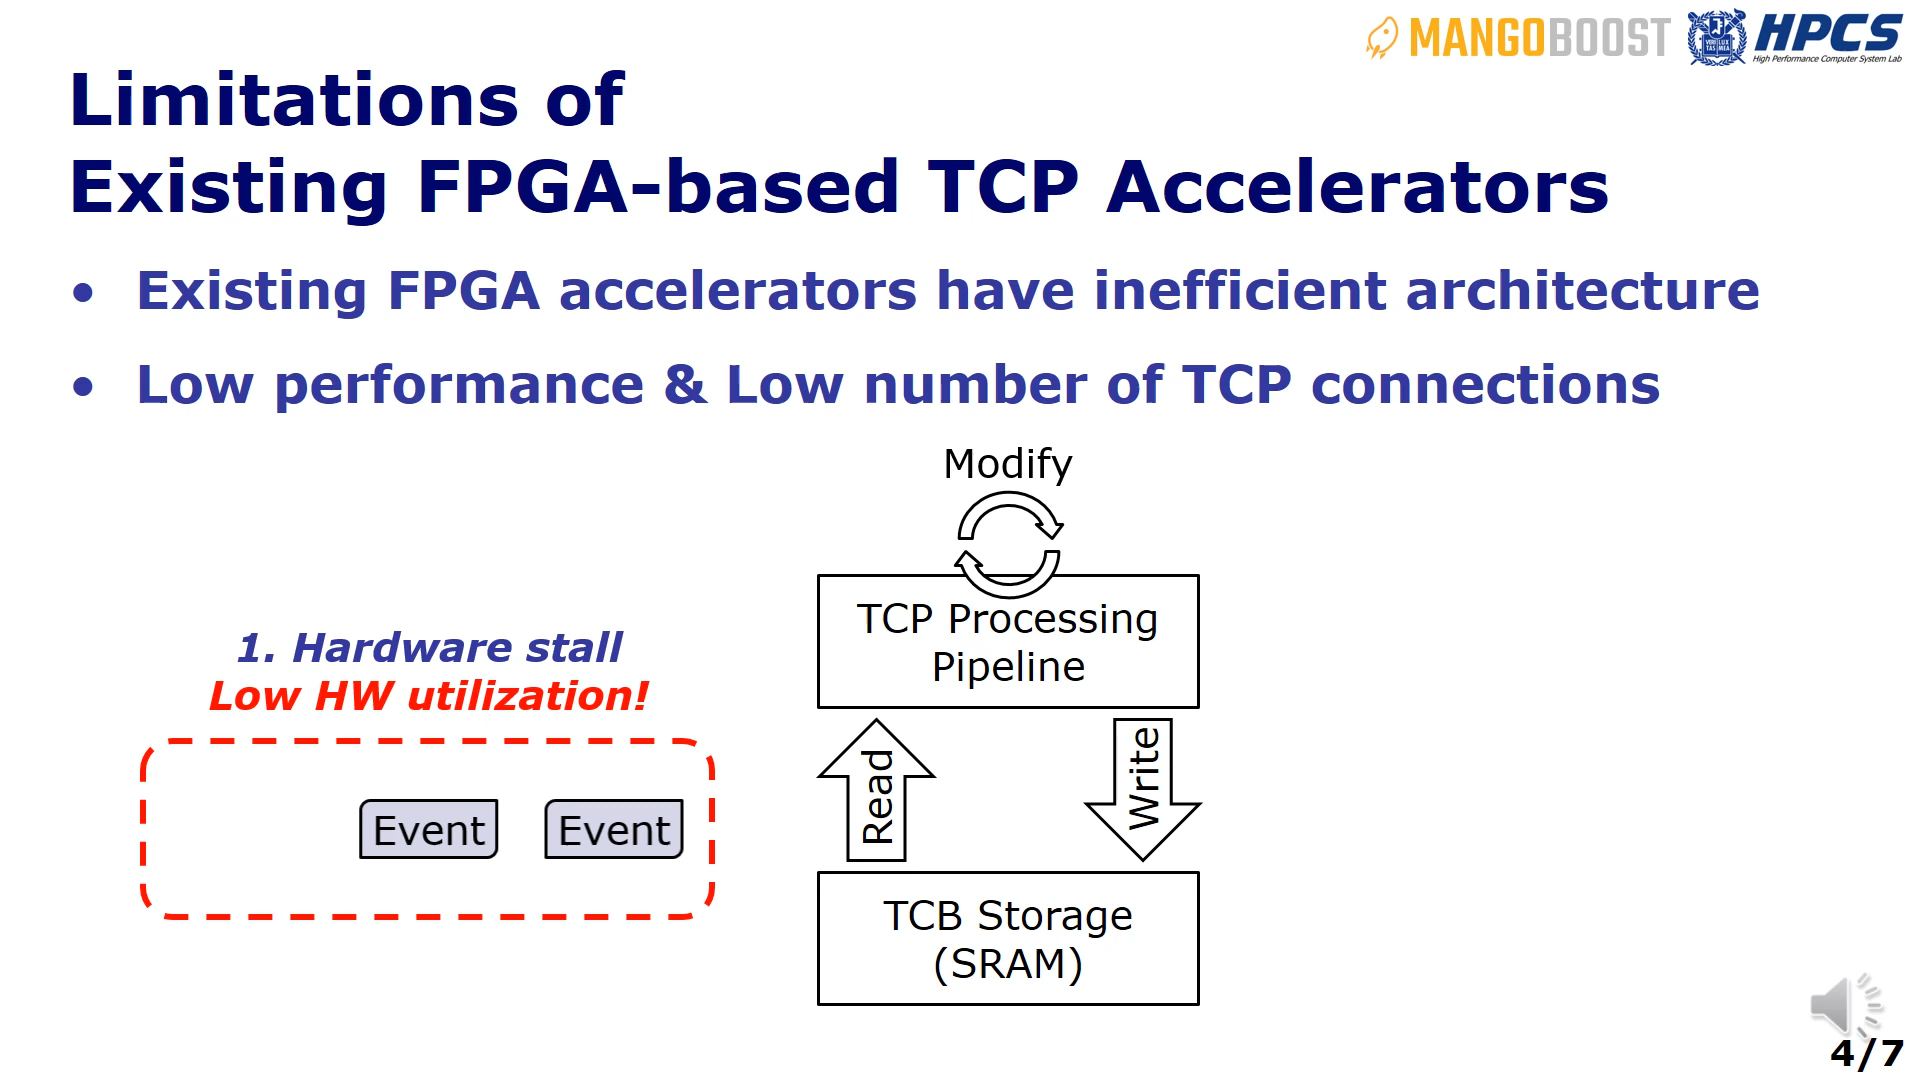 MANGOBOOST
HPCS
High Performance Computer System Lab
Limitations of
Existing FPGA-based TCP Accelerators
• Existing FPGA accelerators have inefficient architecture
• Low performance & Low number of TCP connections
Modify
TCP Processing
Pipeline
1. Hardware stall
Low HW utilization!
Event
Event
Read
Write
TCB Storage
(SRAM)
4/7